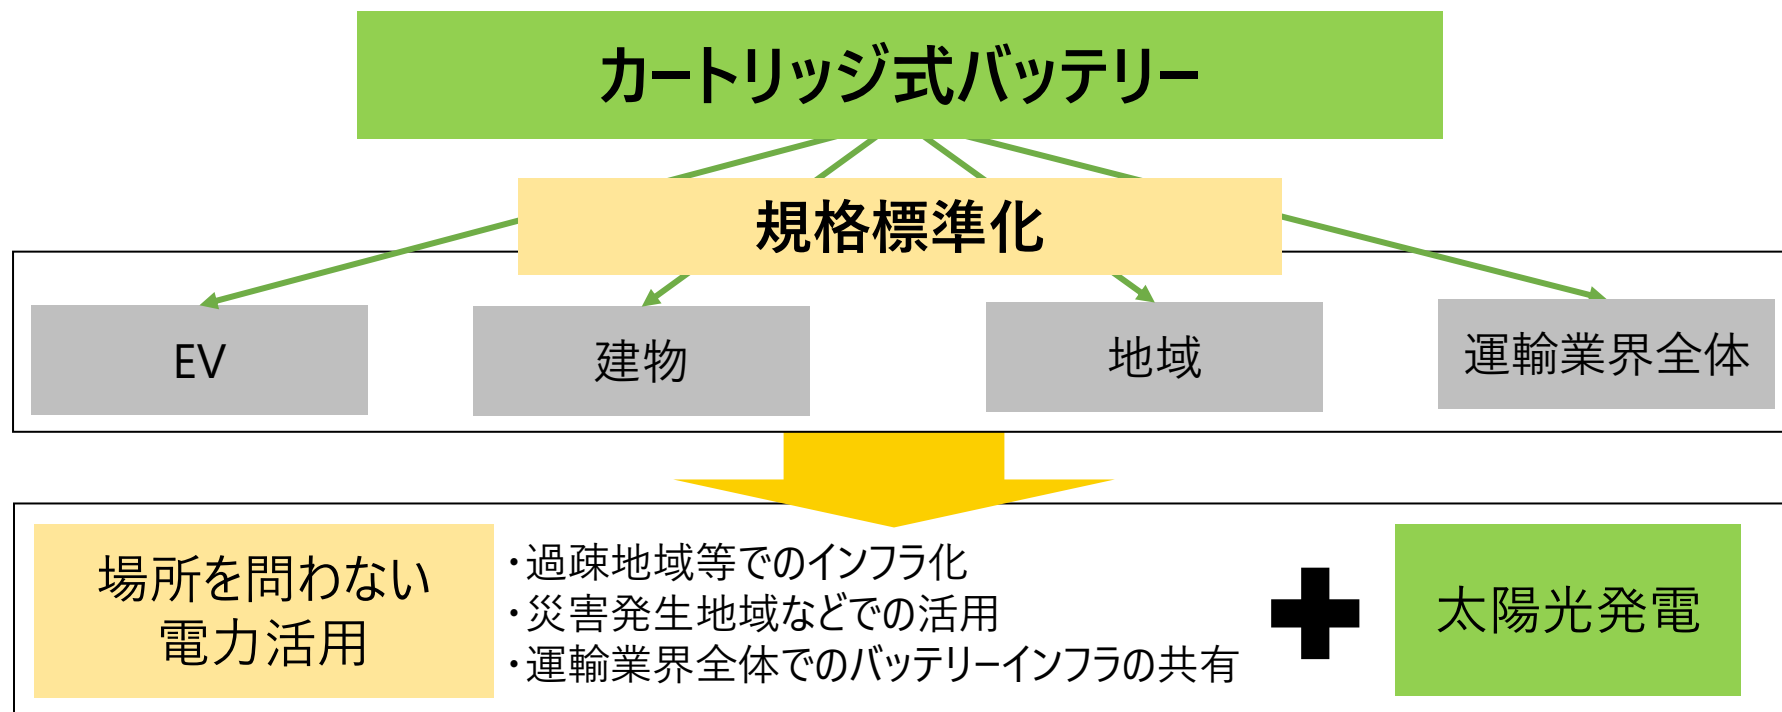 カートリッジ式バッテリー
規格標準化
EV
建物
地域
運輸業界全体
場所を問わない
電力活用
・過疎地域等でのインフラ化
・災害発生地域などでの活用
・運輸業界全体でのバッテリーインフラの共有
太陽光発電